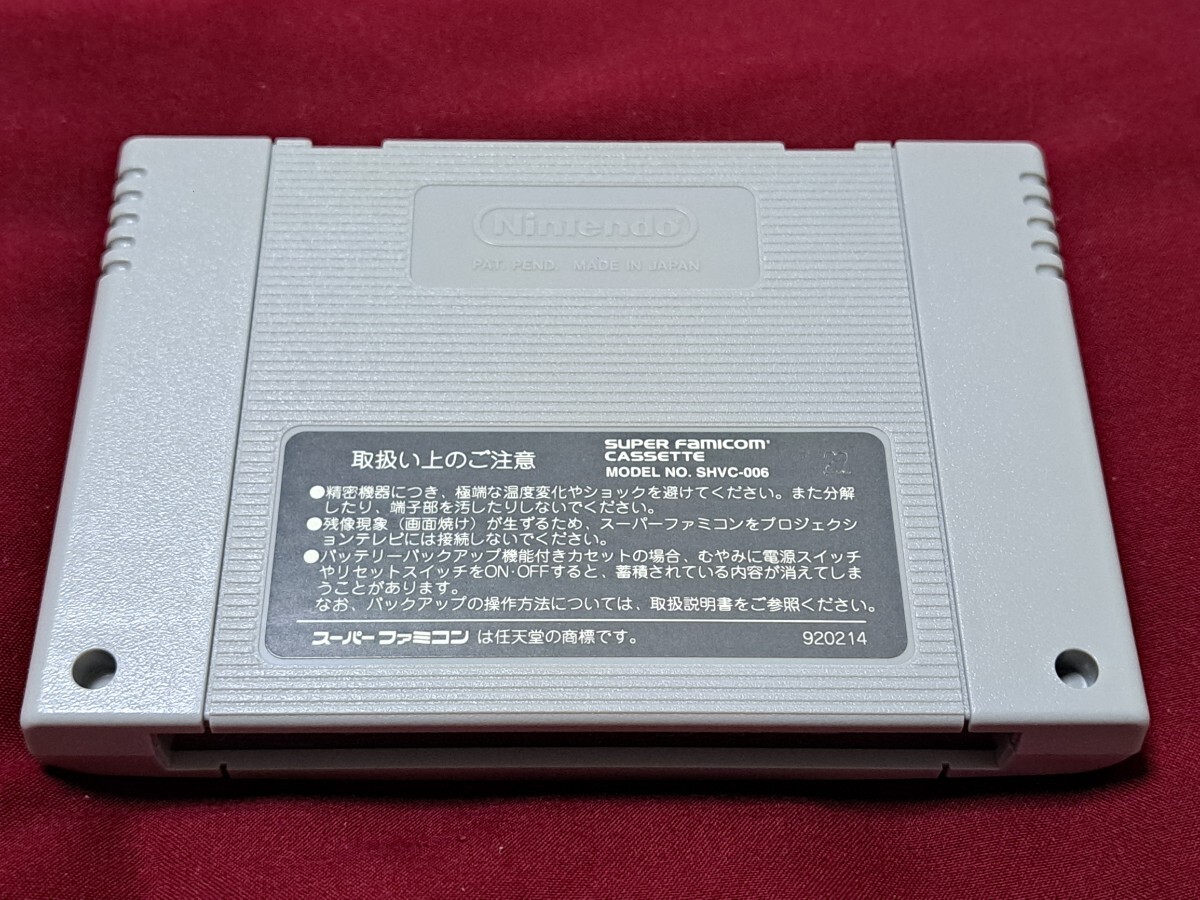 Nintendo
PAT. PEND. MADE IN JAPAN
取扱い上のご注意
SUPER FAMICOM
CASSETTE
MODEL NO. SHVC-006
●精密機器につき、極端な温度変化やショックを避けてください。また分解
したり、端子部を汚したりしないでください。
●残像現象（画面焼け）が生ずるため、スーパーファミコンをプロジェクシ
ョンテレビには接続しないでください。
●バッテリーバックアップ機能付きカセットの場合、むやみに電源スイッチ
やリセットスイッチをON·OFFすると、蓄積されている内容が消えてしま
うことがあります。
なお、バックアップの操作方法については、取扱説明書をご参照ください。
スーパーファミコン は任天堂の商標です。
920214